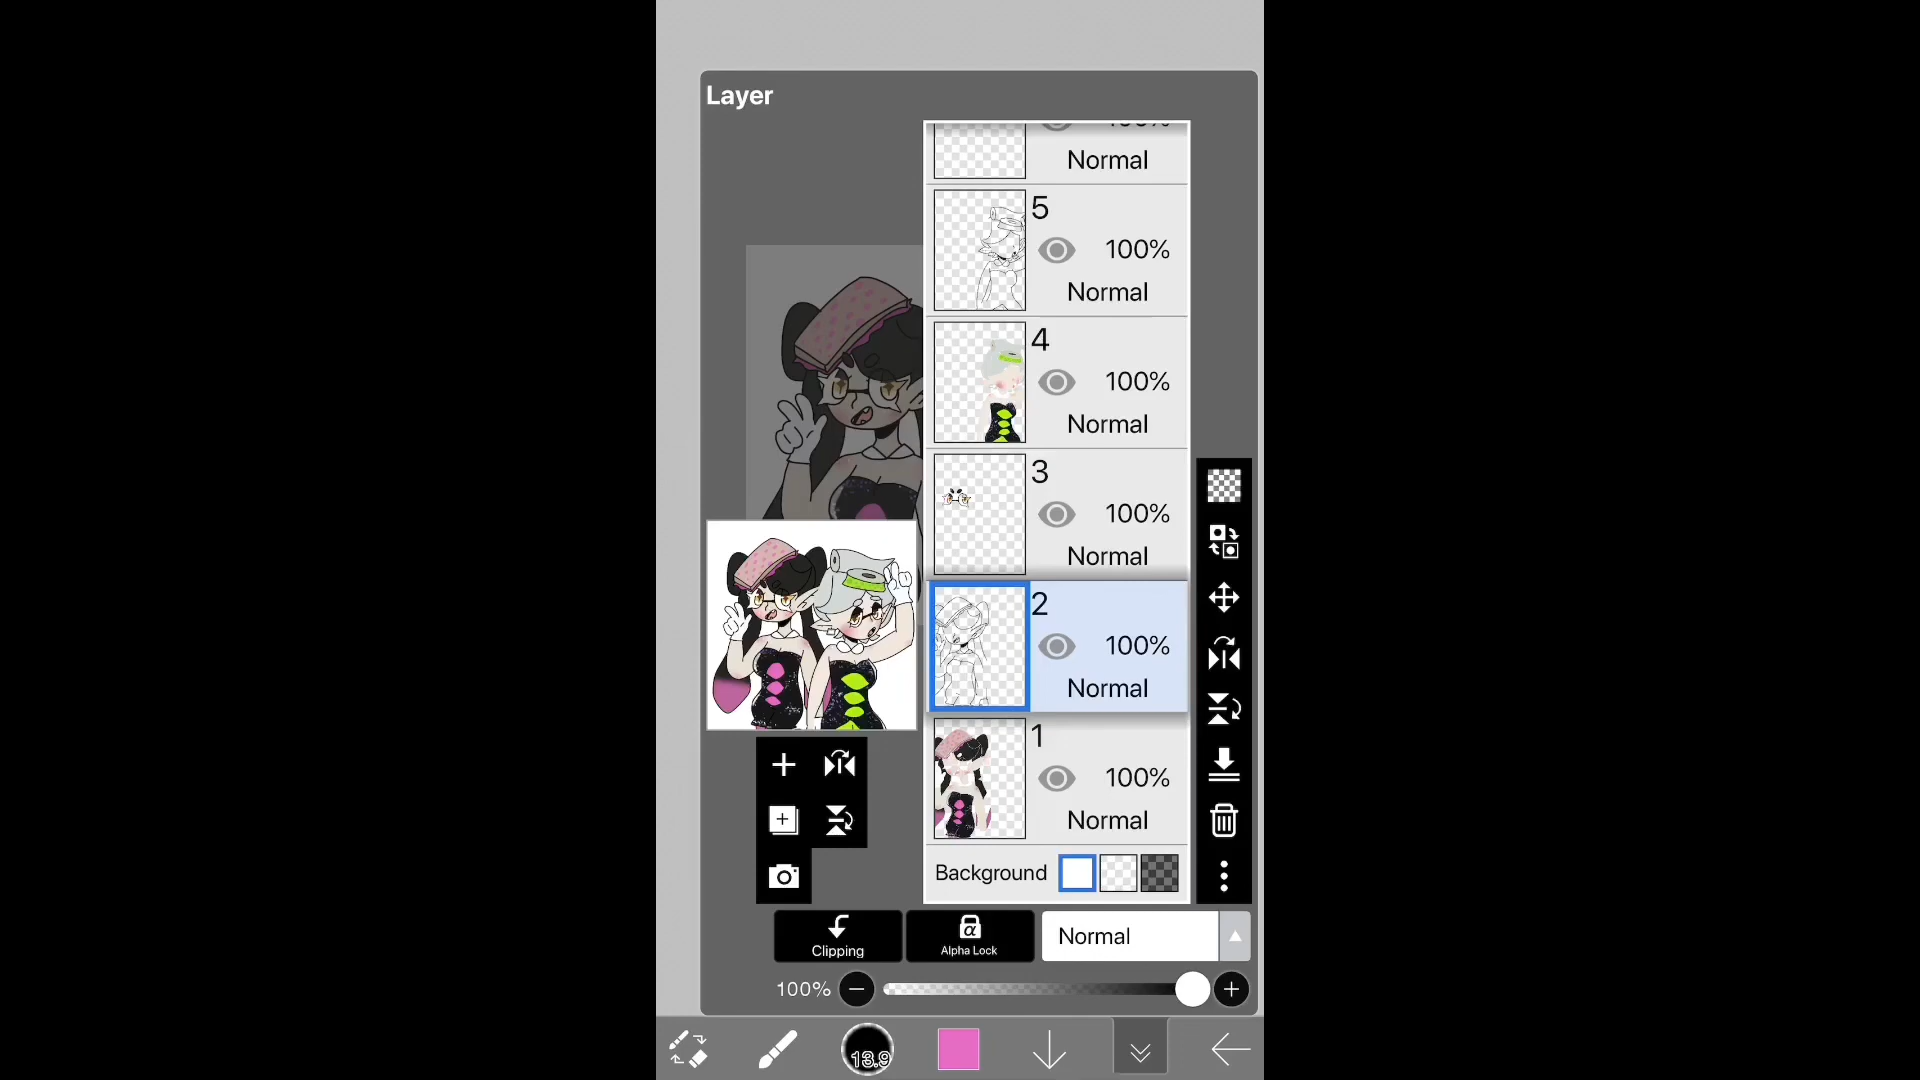 Layer
Normal
5
100%
Normal
4
100%
Normal
3
100%
Normal
2
100%
Normal
1
100%
Normal
Background
Clipping
α
Alpha Lock
Normal
100%
13.9